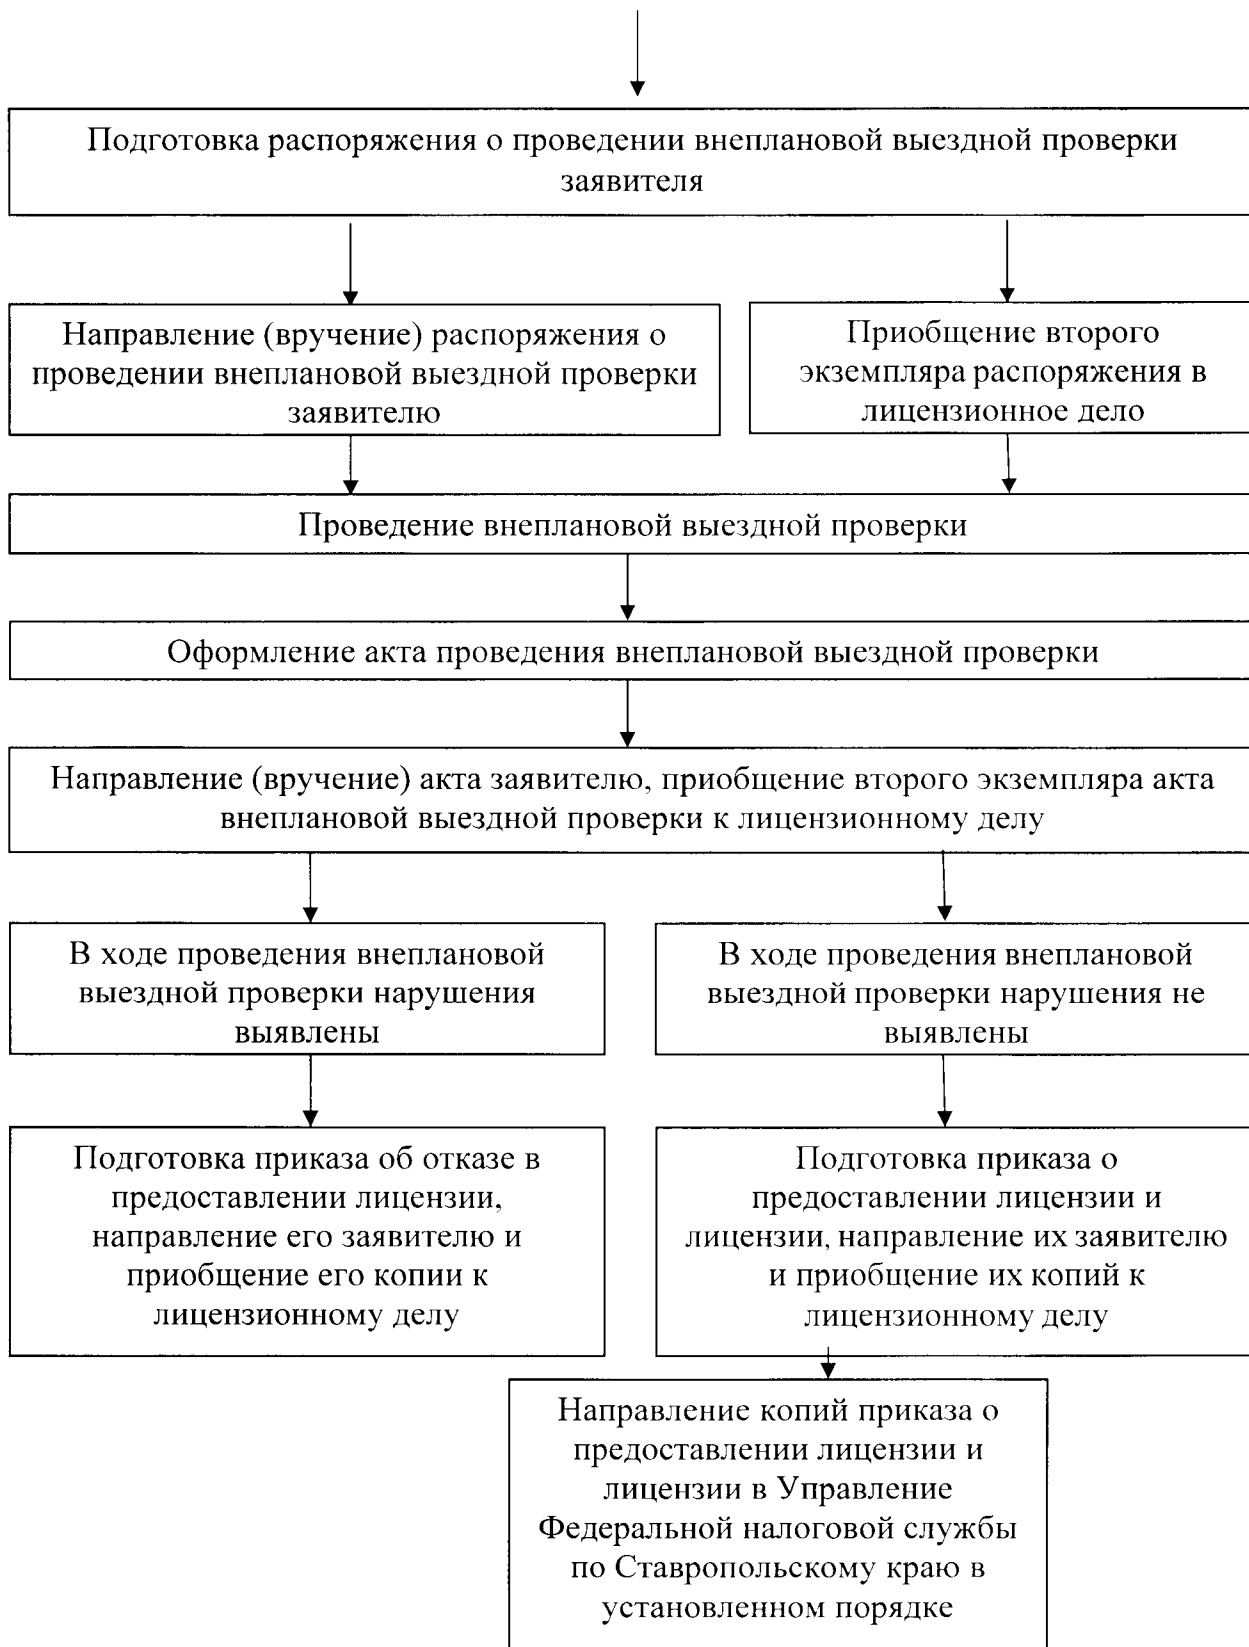 Подготовка распоряжения о проведении внеплановой выездной проверки
заявителя
Направление (вручение) распоряжения о
проведении внеплановой выездной проверки
заявителю
Приобщение второго
экземпляра распоряжения в
лицензионное дело
Проведение внеплановой выездной проверки
Оформление акта проведения внеплановой выездной проверки
Направление (вручение) акта заявителю, приобщение второго экземпляра акта
внеплановой выездной проверки к лицензионному делу
В ходе проведения внеплановой
выездной проверки нарушения
выявлены
В ходе проведения внеплановой
выездной проверки нарушения не
выявлены
Подготовка приказа об отказе в
предоставлении лицензии,
направление его заявителю и
приобщение его копии к
лицензионному делу
Подготовка приказа о
предоставлении лицензии и
лицензии, направление их заявителю
и приобщение их копий к
лицензионному делу
Направление копий приказа о
предоставлении лицензии и
лицензии в Управление
Федеральной налоговой службы
по Ставропольскому краю в
установленном порядке